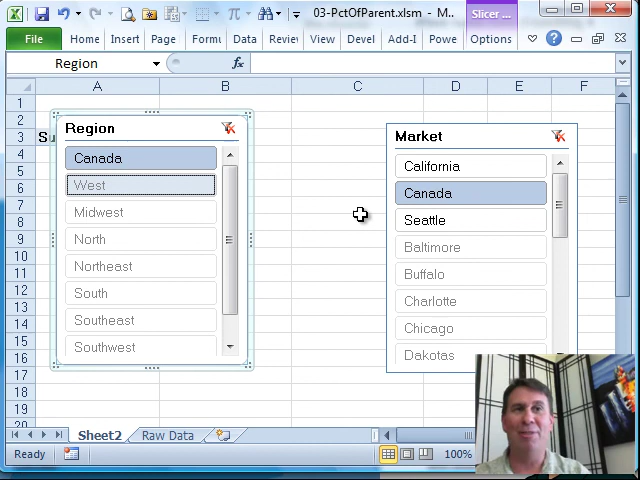 03-PctOfParent.xlsm - M..
Slicer ...
File
Home
Insert
Page
Formu
Data
Reviev
Devel
Add-I
Powe
Options
Region
fx
A
B
C
D
E
F
1
2
3
4
5
6
7
8
9
10
11
12
13
14
15
16
17
18
19
20
Su
Region
Canada
West
Midwest
North
Northeast
South
Southeast
Southwest
Market
California
Canada
Seattle
Baltimore
Buffalo
Charlotte
Chicago
Dakotas
Sheet2
Raw Data
Ready
100%